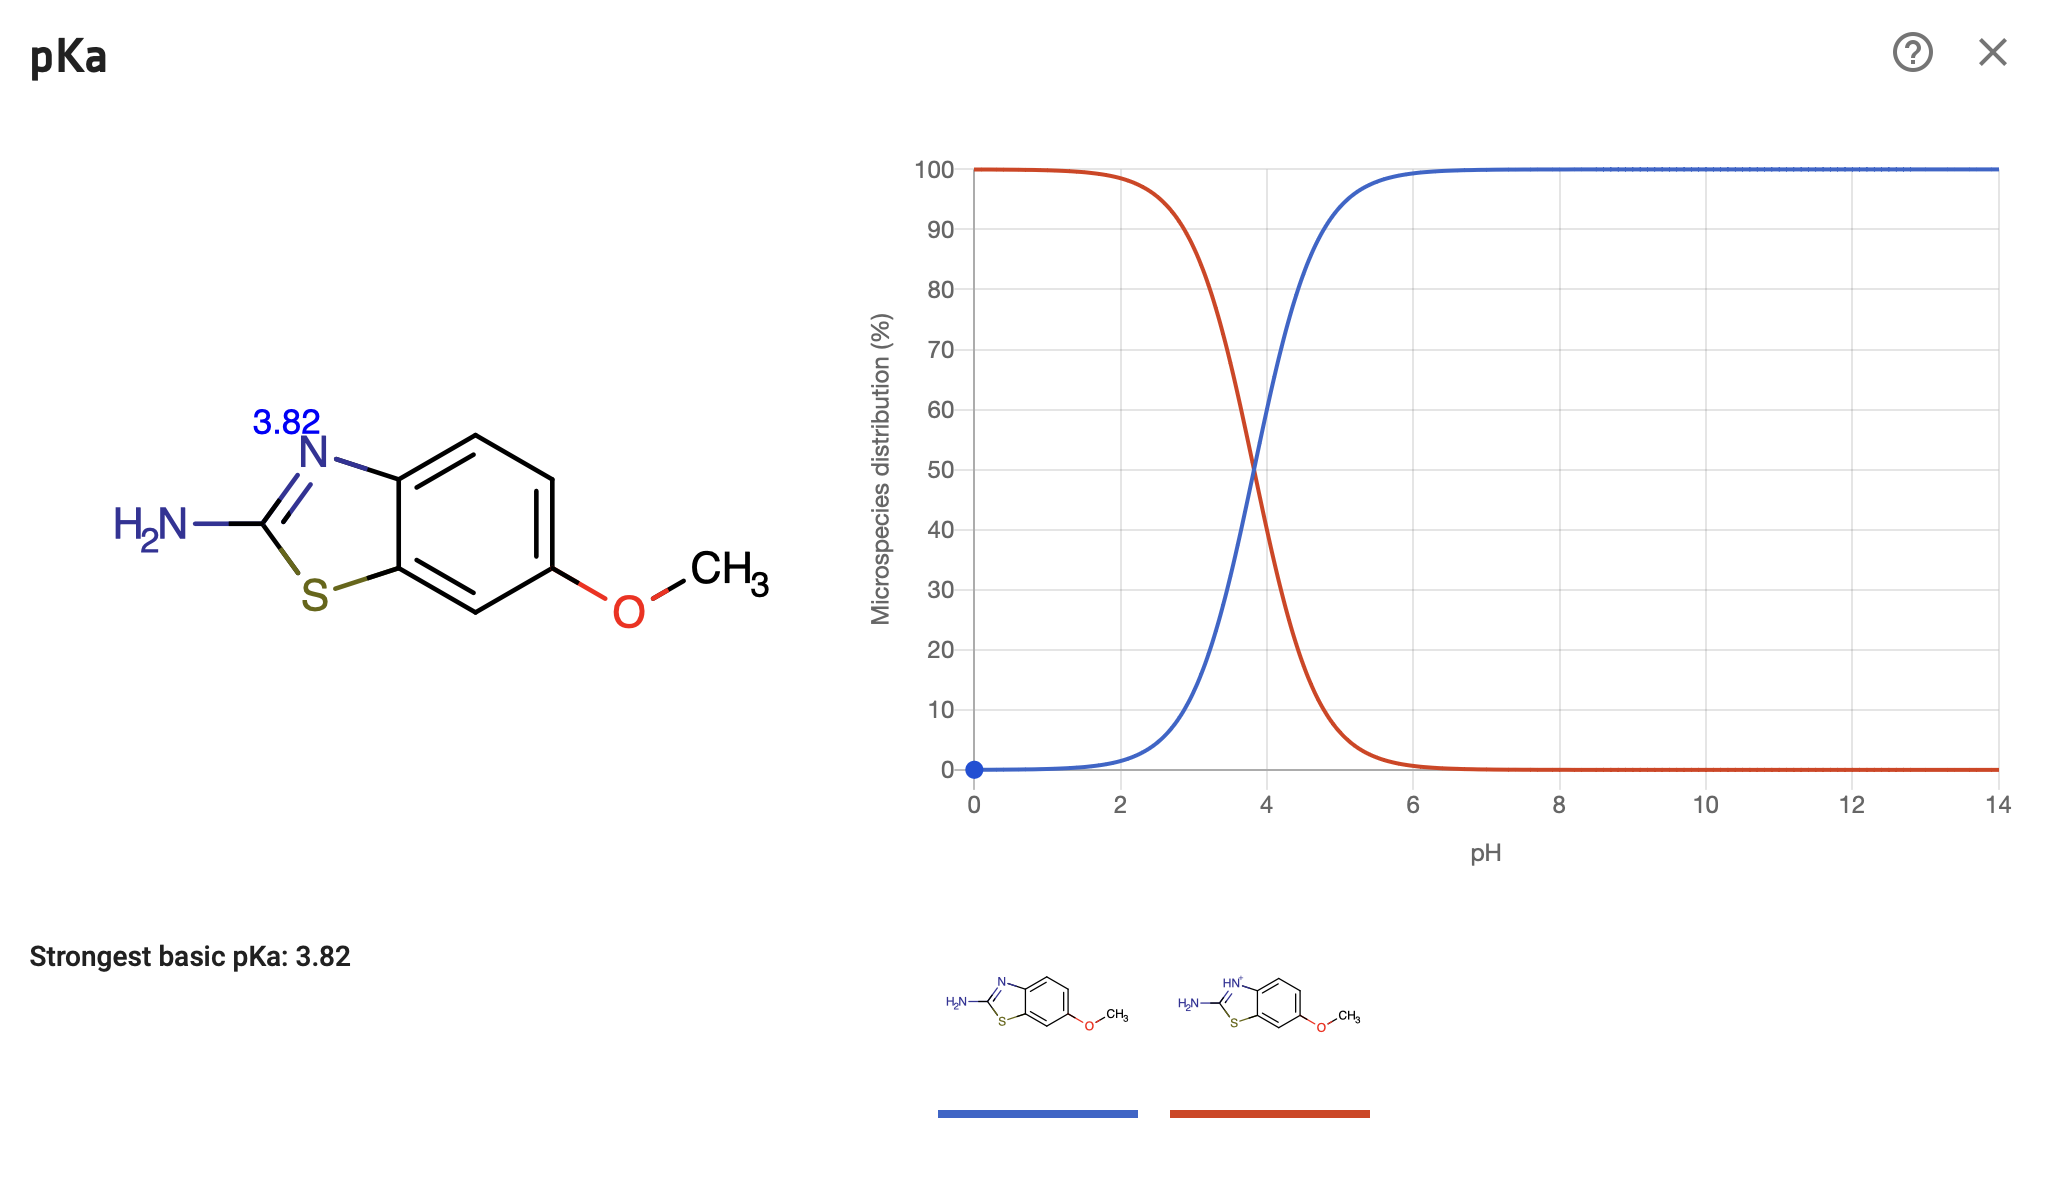 pKa
3.82
N
H2N
S
O
CH3
Microspecies distribution (%)
100
90
80
70
60
50
40
30
20
10
0
0 2 4 6 8 10 12 14
pH
Strongest basic pKa: 3.82
H2N N S O CH3
H2N HN+ S O CH3